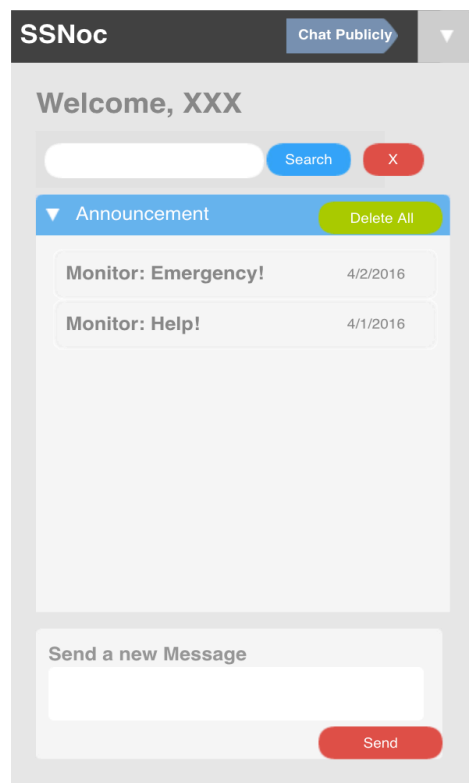 SSNoc
Chat Publicly
▼
Welcome, XXX
Search
X
▼ Announcement
Delete All
Monitor: Emergency!
4/2/2016
Monitor: Help!
4/1/2016
Send a new Message
Send